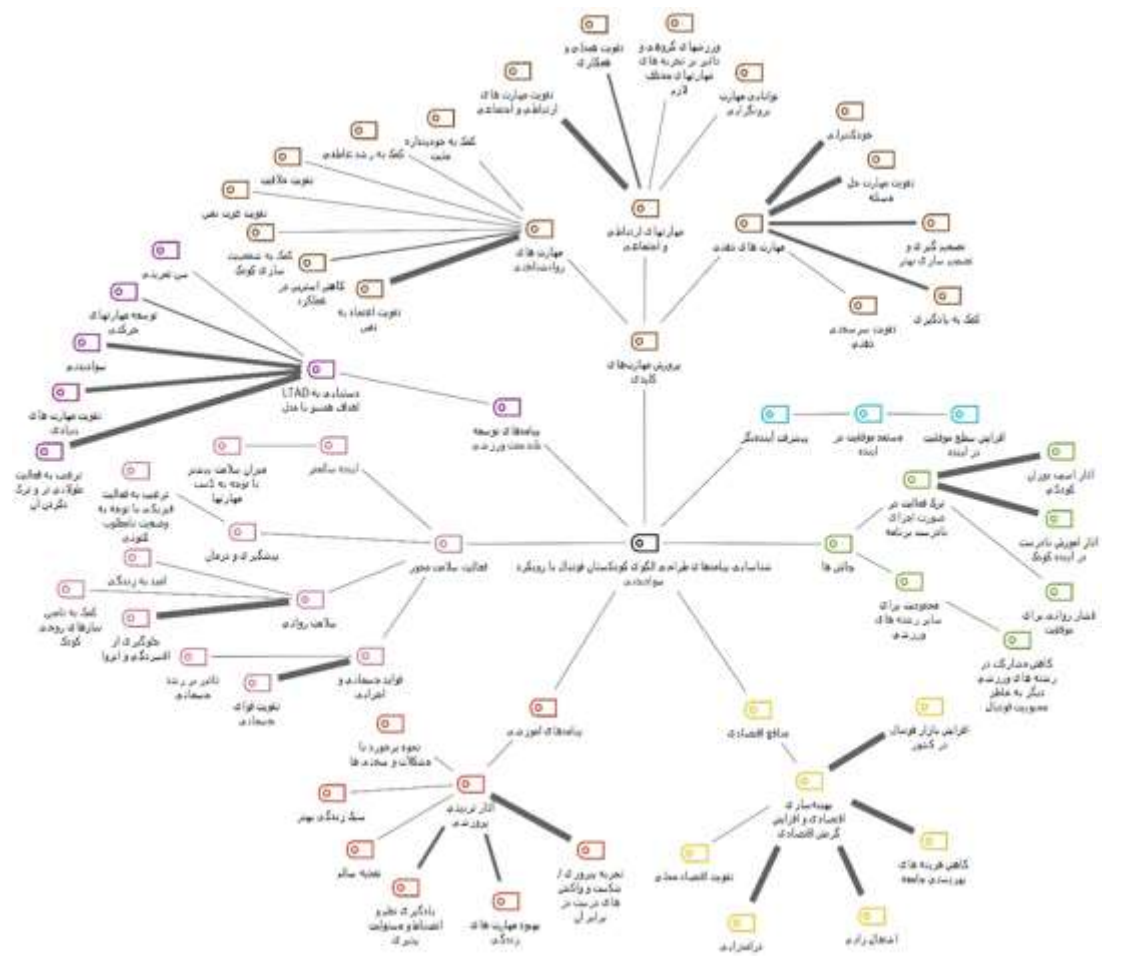 تقویت همدلی و
همکاری
ورزشهای گروهی و
تاثیر بر تجربه های
مهارتهای مختلف
لازم
تقویت مهارت های
ارتباطی و اجتماعی
توانایی مهارت
برونگرایی
کمک به خودپنداره
مثبت
کمک به رشد عاطفی
تقویت خلاقیت
تقویت عزت نفس
کمک به شخصیت
سازی کودک
کاهش استرس در
عملکرد
تقویت اعتماد به
نفس
مهارت های
روانشناختی
مهارتهای ارتباطی
و اجتماعی
مهارت های ذهنی
خودکنترلی
تقویت مهارت حل
مسئله
تصمیم گیری و
تصمیم سازی بهتر
کمک به یادگیری
تقویت سرسختی
ذهنی
پرورش مهارت‌های
کلیدی
سن تمرینی
توسعه مهارتهای
حرکتی
سوادبدنی
تقویت مهارت های
بنیادی
ترغیب به فعالیت
طولانی تر و ترک
نکردن آن
دستیابی به LTAD
اهداف همسو با مدل
پیامدهای توسعه
بلند مدت ورزشی
پیشرفت آینده‌نگر
مستعد موفقیت در
آینده
افزایش سطح موفقیت
در آینده
آینده سالمتر
میزان سلامت بیشتر
با توجه به کسب
مهارتها
ترغیب به فعالیت
فیزیکی با توجه به
وضعیت نامطلوب
کنونی
پیشگیری و درمان
فعالیت سلامت محور
امید به زندگی
کمک به تامین
نیازهای روحی
کودک
جلوگیری از
افسردگی و انزوا
سلامت روانی
تاثیر بر رشد
جسمانی
تقویت قوای
جسمانی
فواید جسمانی و
شناسایی پیامدهای طراحی الگوی کودکستان فوتبال با رویکرد
سوادبدنی
چالش ها
ترک فعالیت در
صورت اجرای
نادرست برنامه
آثار آسیب دوران
کودکی
آثار آموزش نادرست
در آینده کودک
فشار روانی برای
موفقیت
محدودیت برای
سایر رشته های
ورزشی
کاهش مشارکت در
رشته های ورزشی
دیگر به خاطر
محبوبیت فوتبال
پیامدهای آموزشی
نحوه برخورد با
مشکلات و سختی ها
سبک زندگی بهتر
تغذیه سالم
یادگیری نظم و
انضباط و مسئولیت
پذیری
بهبود مهارت های
زندگی
تجربه پیروزی /
شکست و واکنش
های درست در
برابر آن
آثار تربیتی
پرورشی
منافع اقتصادی
بهینه‌سازی
اقتصادی و افزایش
گردش اقتصادی
افزایش بازار فوتبال
در کشور
کاهش هزینه های
بهزیستی جامعه
اشتغال زایی
درآمدزایی
تقویت اقتصاد محلی